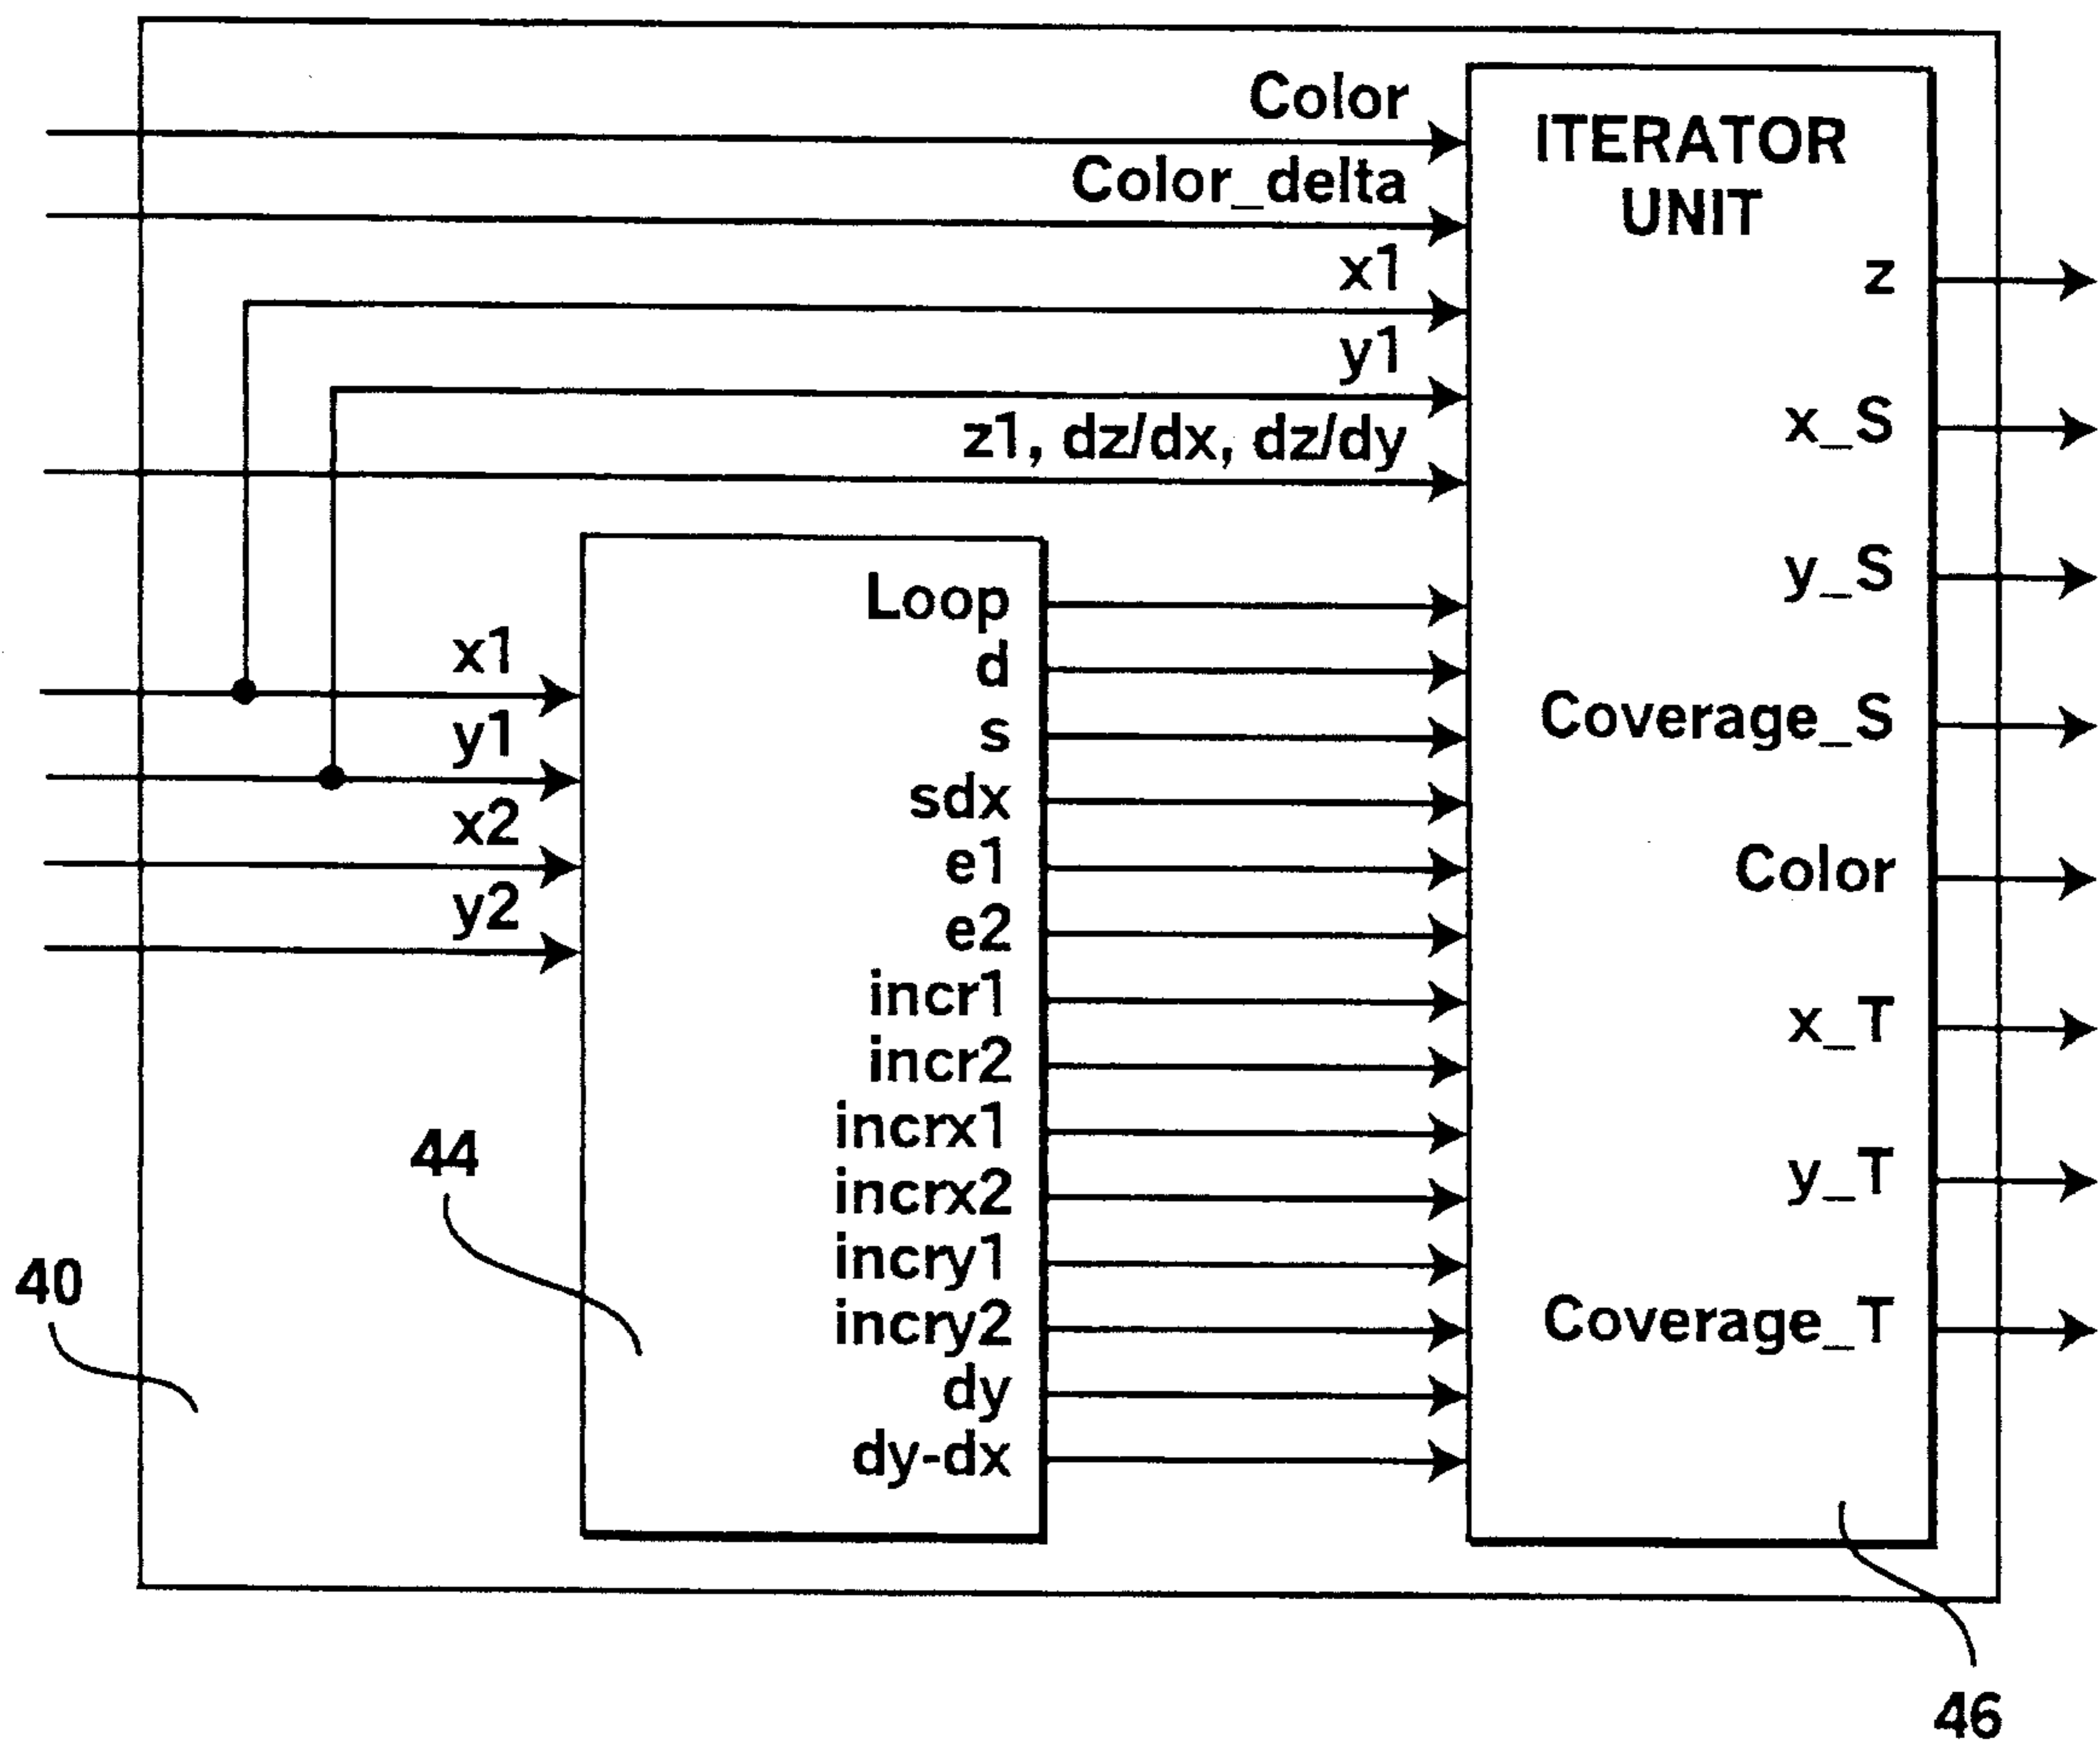 Color
Color_delta
x1
y1
z1, dz/dx, dz/dy
x1
y1
x2
y2
Loop
d
s
sdx
e1
e2
incr1
incr2
incrx1
incrx2
incry1
incry2
dy
dy-dx
ITERATOR
UNIT
z
x_S
y_S
Coverage_S
Color
x_T
y_T
Coverage_T
44
40
46